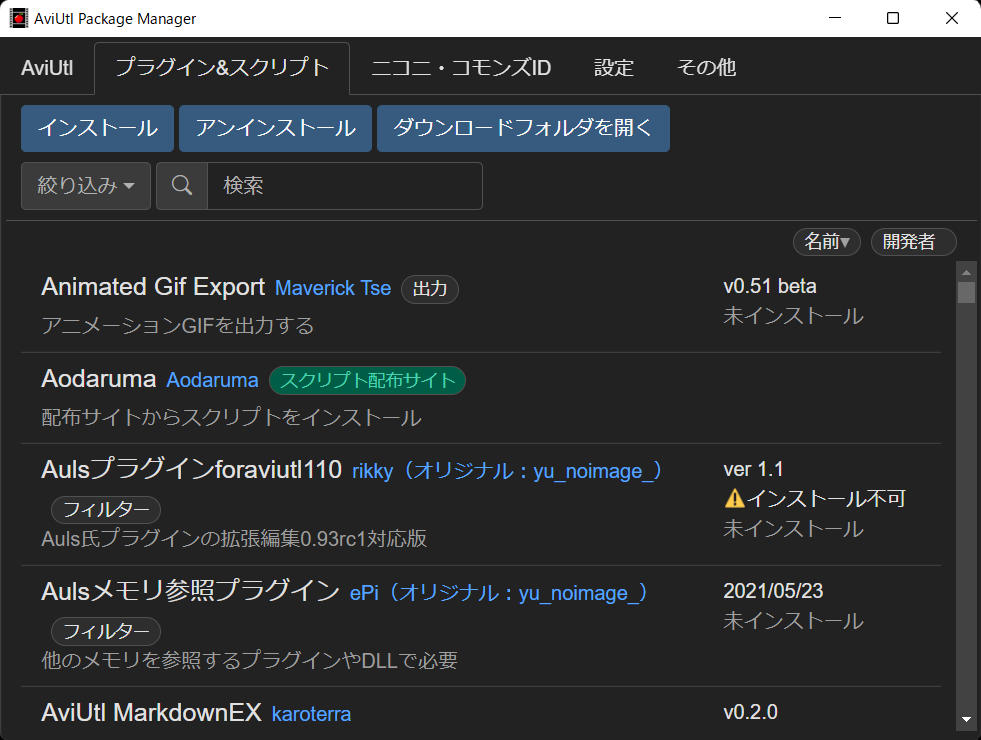 AviUtl Package Manager
AviUtl プラグイン&スクリプト ニコニ・コモンズID 設定 その他
インストール アンインストール ダウンロードフォルダを開く
絞り込み 検索
名前▼ 開発者
Animated Gif Export Maverick Tse 出力 v0.51 beta
アニメーションGIFを出力する 未インストール
Aodaruma Aodaruma スクリプト配布サイト
配布サイトからスクリプトをインストール
Aulsプラグインforaviutl110 rikky（オリジナル：yu_noimage_） ver 1.1
フィルター ⚠️インストール不可
Auls氏プラグインの拡張編集0.93rc1対応版 未インストール
Aulsメモリ参照プラグイン ePi（オリジナル：yu_noimage_） 2021/05/23
フィルター 未インストール
他のメモリを参照するプラグインやDLLで必要
AviUtl MarkdownEX karoterra v0.2.0